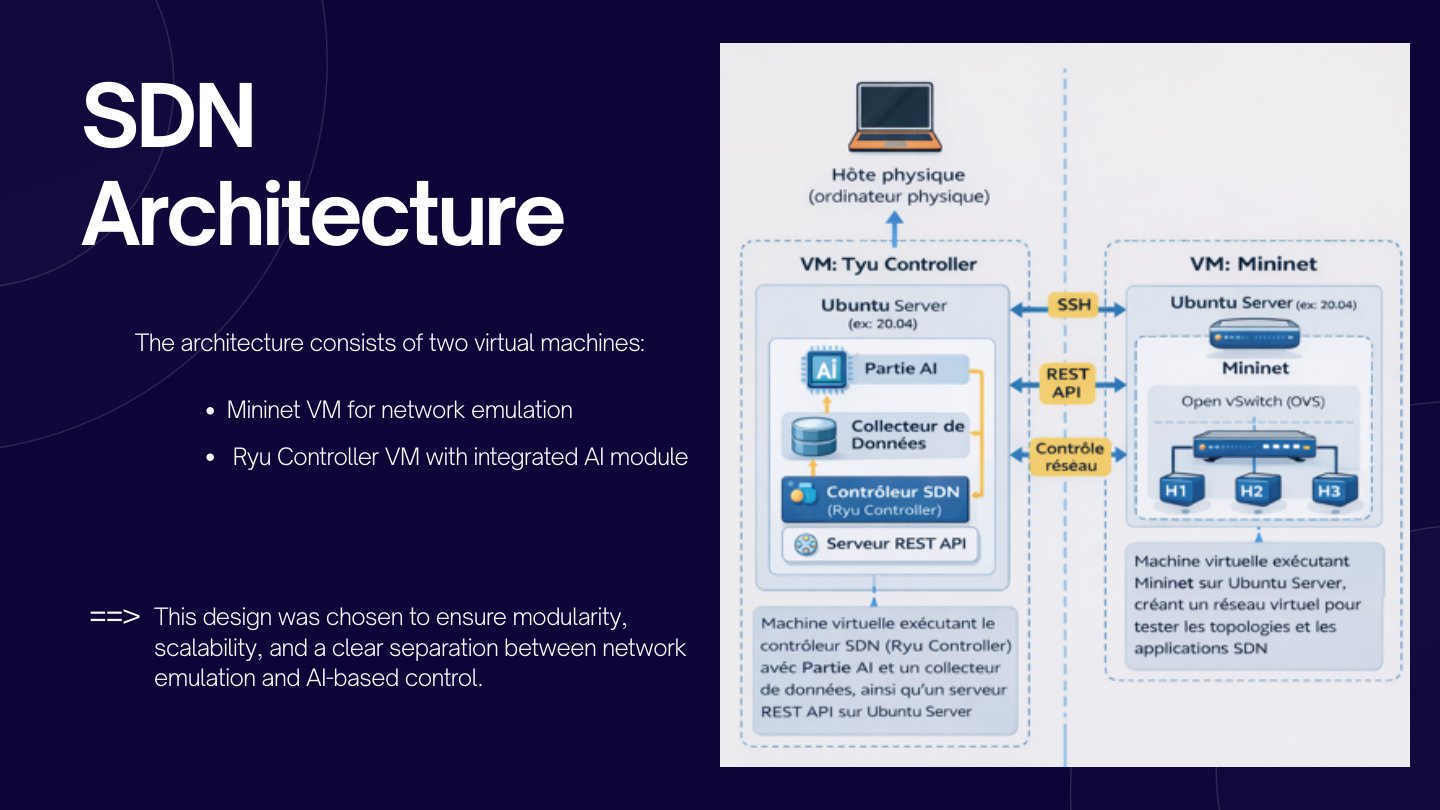 SDN
Architecture
The architecture consists of two virtual machines:
• Mininet VM for network emulation
• Ryu Controller VM with integrated AI module
==> This design was chosen to ensure modularity,
scalability, and a clear separation between network
emulation and AI-based control.
Hôte physique
(ordinateur physique)
VM: Tyu Controller
Ubuntu Server
(ex: 20.04)
Ai
Partie AI
Collecteur de
Données
Contrôleur SDN
(Ryu Controller)
Serveur REST API
Machine virtuelle exécutant le
contrôleur SDN (Ryu Controller)
avéc Partie AI et un collecteur
de données, ainsi qu'un serveur
REST API sur Ubuntu Server
SSH
REST
API
Contrôle
réseau
VM: Mininet
Ubuntu Server (ex: 20.04)
Mininet
Open vSwitch (OVS)
H1
H2
H3
Machine virtuelle exécutant
Mininet sur Ubuntu Server,
créant un réseau virtuel pour
tester les topologies et les
applications SDN